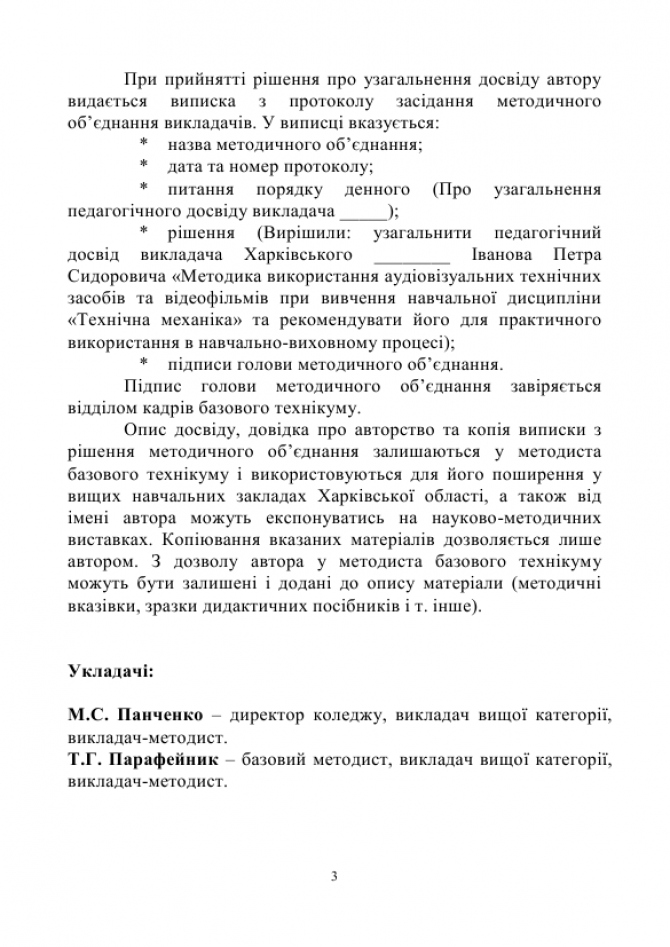 При прийнятті рішення про узагальнення досвіду автору
видається виписка з протоколу засідання методичного
об’єднання викладачів. У виписці вказується:
* назва методичного об’єднання;
* дата та номер протоколу;
* питання порядку денного (Про узагальнення
педагогічного досвіду викладача _____);
* рішення (Вирішили: узагальнити педагогічний
досвід викладача Харківського ________ Іванова Петра
Сидоровича «Методика використання аудіовізуальних технічних
засобів та відеофільмів при вивчення навчальної дисципліни
«Технічна механіка» та рекомендувати його для практичного
використання в навчально-виховному процесі);
* підписи голови методичного об’єднання.
Підпис голови методичного об’єднання завіряється
відділом кадрів базового технікуму.
Опис досвіду, довідка про авторство та копія виписки з
рішення методичного об’єднання залишаються у методиста
базового технікуму і використовуються для його поширення у
вищих навчальних закладах Харківської області, а також від
імені автора можуть експонуватись на науково-методичних
виставках. Копіювання вказаних матеріалів дозволяється лише
автором. З дозволу автора у методиста базового технікуму
можуть бути залишені і додані до опису матеріали (методичні
вказівки, зразки дидактичних посібників і т. інше).
Укладачі:
М.С. Панченко – директор коледжу, викладач вищої категорії,
викладач-методист.
Т.Г. Парафейник – базовий методист, викладач вищої категорії,
викладач-методист.
3